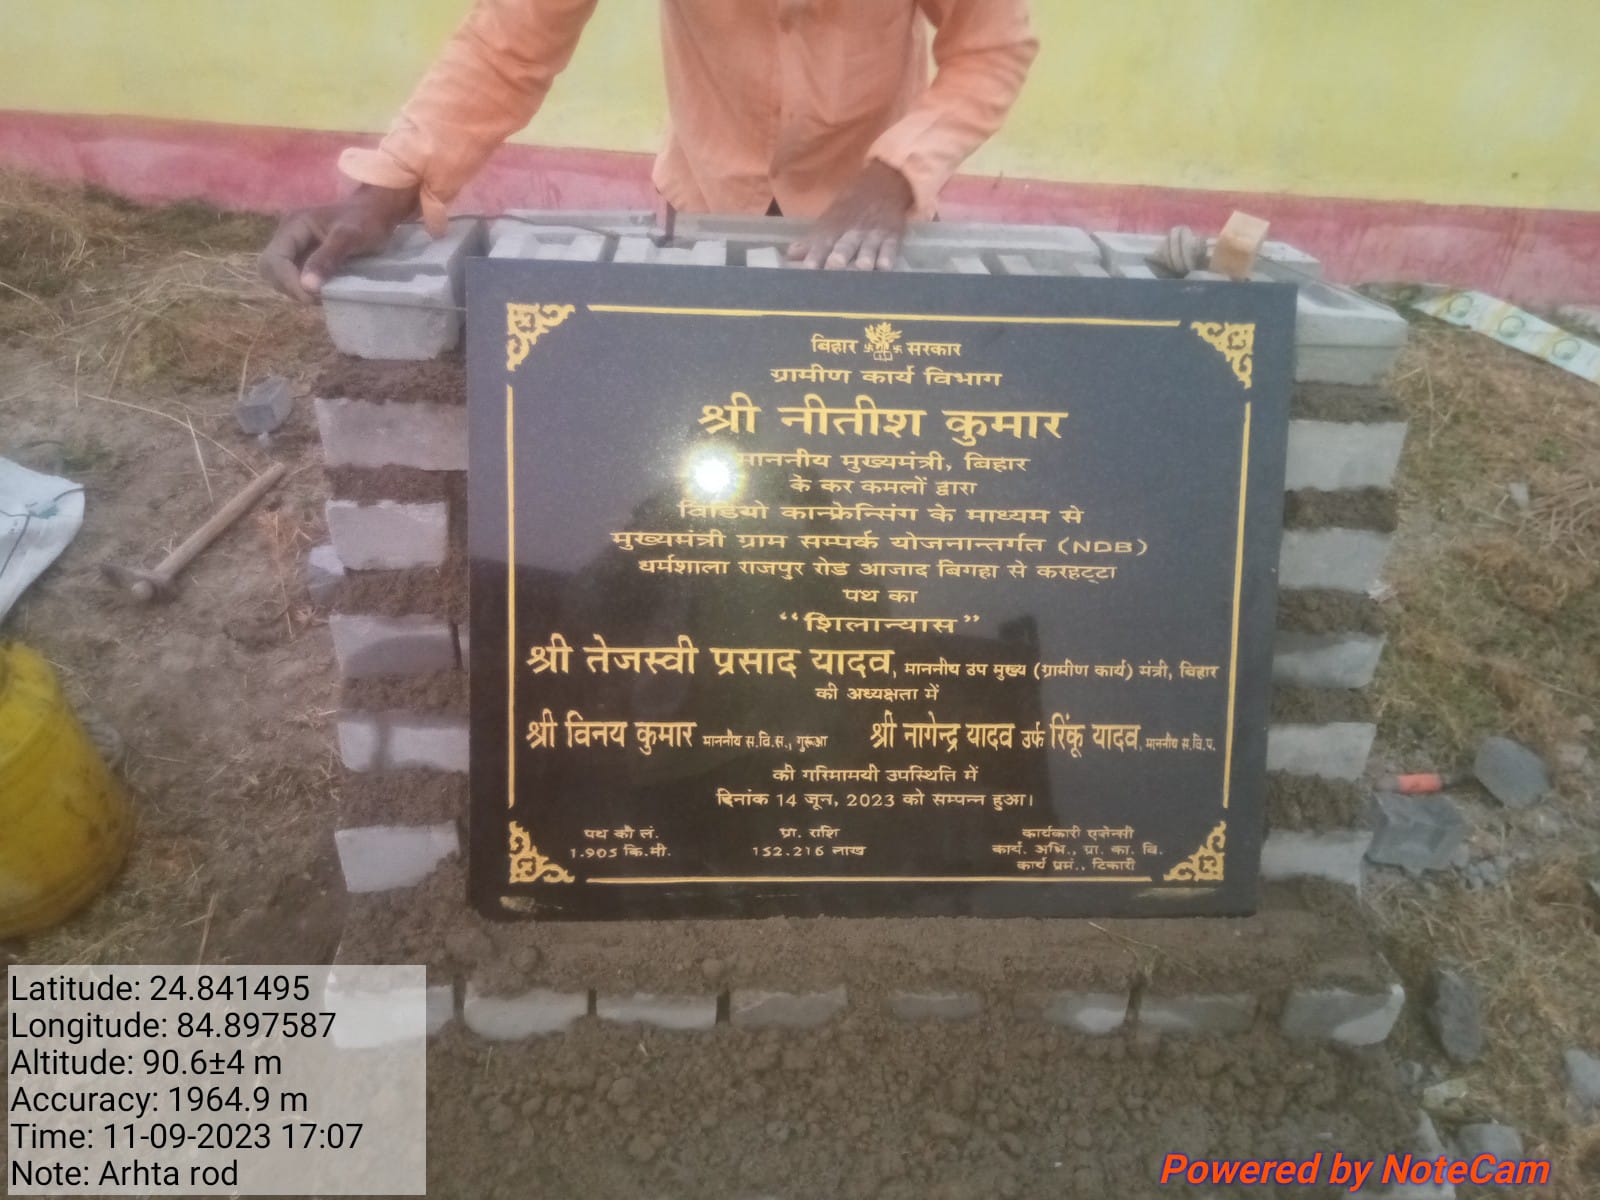 बिहार सरकार
ग्रामीण कार्य विभाग
श्री नीतीश कुमार
माननीय मुख्यमंत्री, बिहार
के कर कमलों द्वारा
विडियो कान्फ्रेन्सिंग के माध्यम से
मुख्यमंत्री ग्राम सम्पर्क योजनान्तर्गत (NDB)
धर्मशाला राजपुर रोड आजाद बिगहा से करहट्टा
पथ का
“शिलान्यास”
श्री तेजस्वी प्रसाद यादव, माननीय उप मुख्य (ग्रामीण कार्य) मंत्री, बिहार
की अध्यक्षता में
श्री विनय कुमार माननीय स.वि.स., गुरूआ श्री नागेन्द्र यादव उर्फ रिंकू यादव, माननीय स.वि.प.
की गरिमामयी उपस्थिति में
दिनांक 14 जून, 2023 को सम्पन्न हुआ।
पथ की लं. प्रा. राशि कार्यकारी एजेन्सी
1.905 कि.मी. 152.216 लाख कार्य. अभि., ग्रा. का. वि.
कार्य प्रमं., टिकारी
Latitude: 24.841495
Longitude: 84.897587
Altitude: 90.6±4 m
Accuracy: 1964.9 m
Time: 11-09-2023 17:07
Note: Arhta rod
Powered by NoteCam